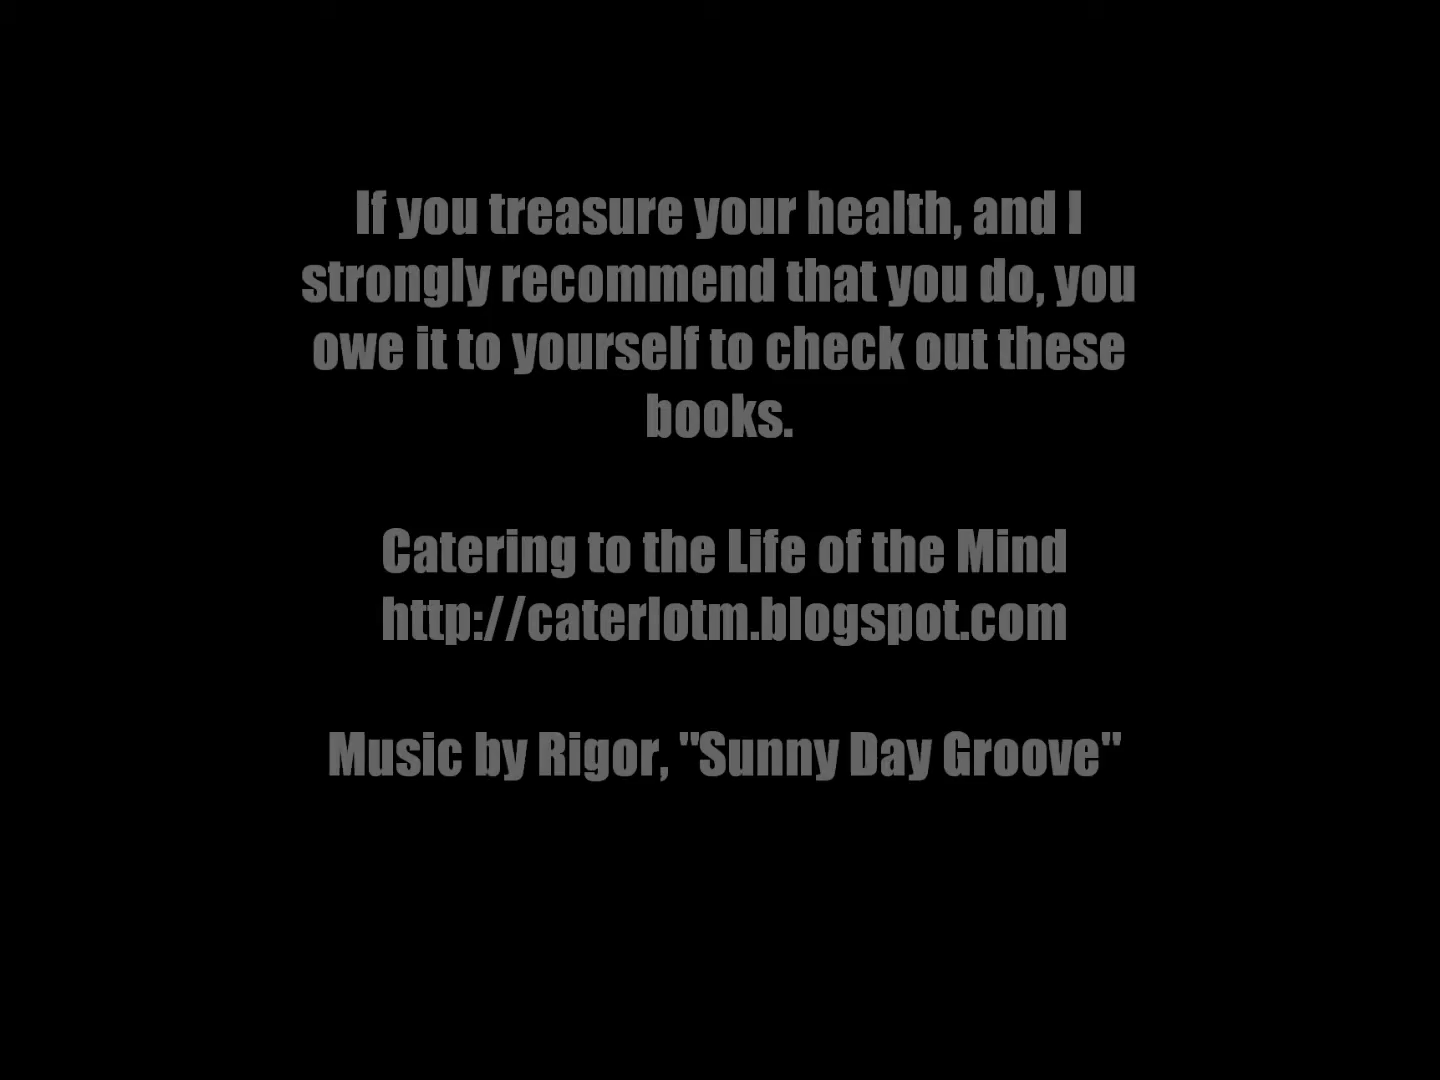 If you treasure your health, and I
strongly recommend that you do, you
owe it to yourself to check out these
books.
Catering to the Life of the Mind
http://caterlotm.blogspot.com
Music by Rigor, "Sunny Day Groove"